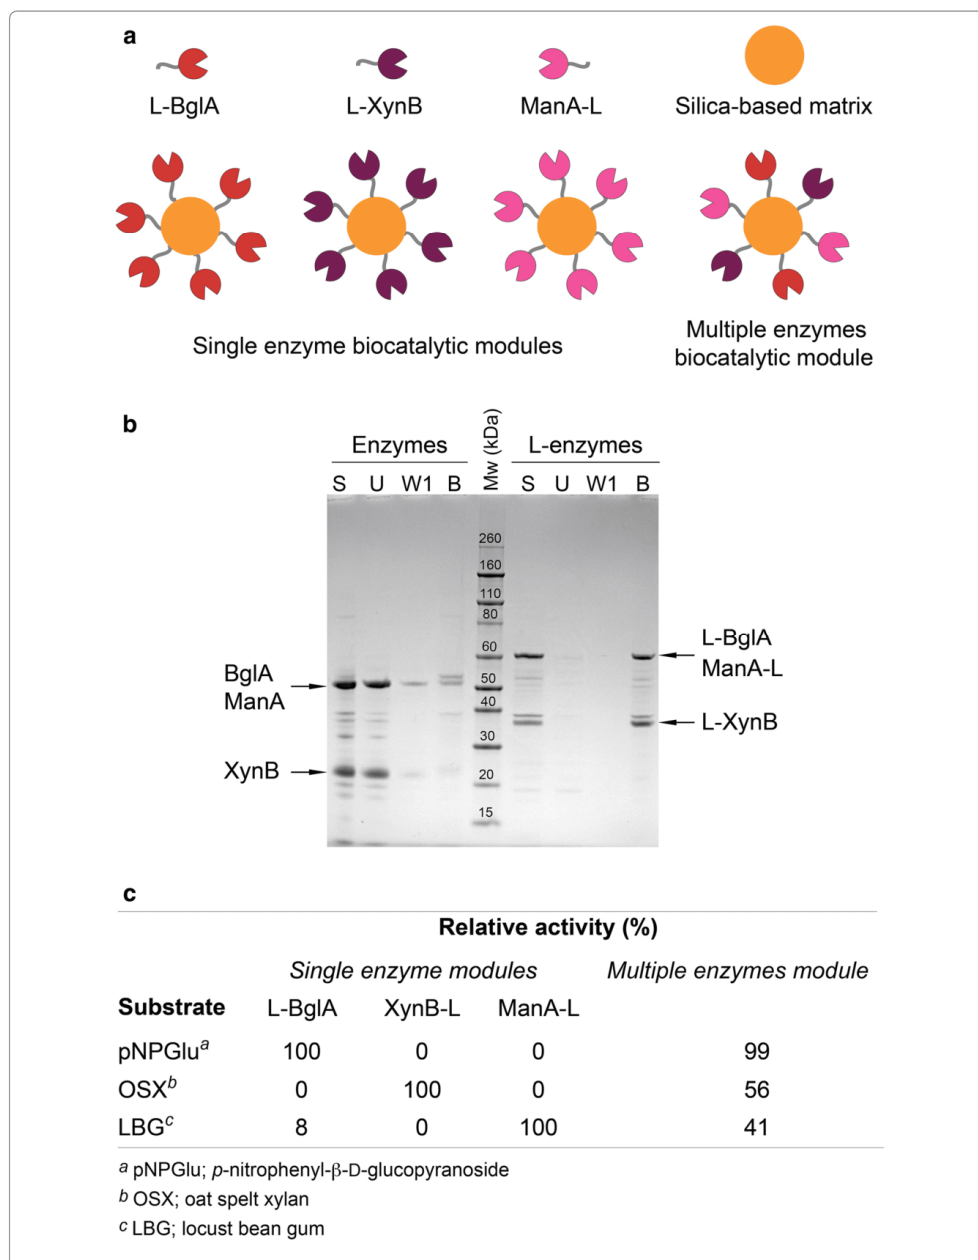 a
L-BglA L-XynB ManA-L Silica-based matrix
Single enzyme biocatalytic modules
Multiple enzymes
biocatalytic module
b
Enzymes Mw (kDa) L-enzymes
S U W1 B S U W1 B
260
160
110
80
60
50
40
30
20
15
BglA
ManA
XynB
L-BglA
ManA-L
L-XynB
c
Relative activity (%)
Single enzyme modules Multiple enzymes module
Substrate L-BglA XynB-L ManA-L
pNPGlu^a 100 0 0 99
OSX^b 0 100 0 56
LBG^c 8 0 100 41
a pNPGlu; p-nitrophenyl-β-D-glucopyranoside
b OSX; oat spelt xylan
c LBG; locust bean gum